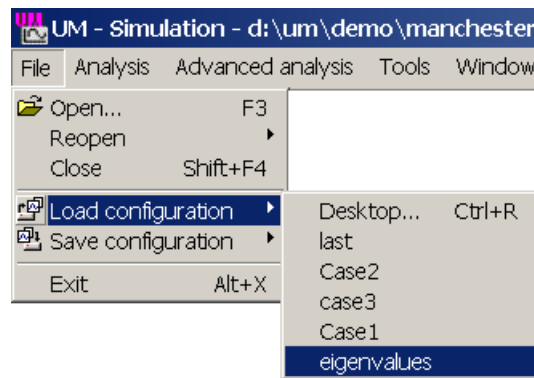 UM - Simulation - d:\um\demo\manchester
File Analysis Advanced analysis Tools Window
Open... F3
Reopen
Close Shift+F4
Load configuration
Save configuration
Exit Alt+X
Desktop... Ctrl+R
last
Case2
case3
Case1
eigenvalues